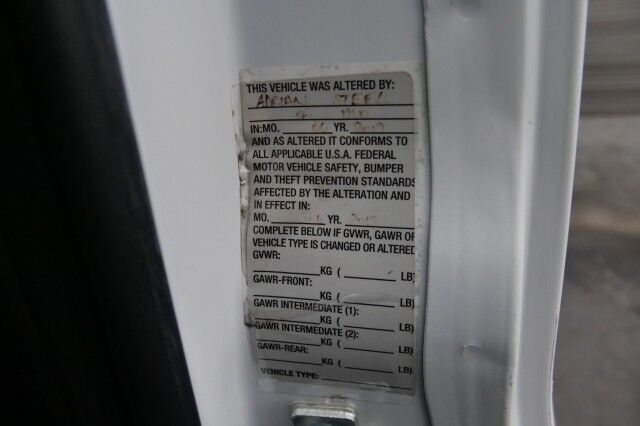 THIS VEHICLE WAS ALTERED BY:
ADRIAN STEEL
IN:MO. YR.
AND AS ALTERED IT CONFORMS TO
ALL APPLICABLE U.S.A. FEDERAL
MOTOR VEHICLE SAFETY, BUMPER
AND THEFT PREVENTION STANDARDS
AFFECTED BY THE ALTERATION AND
IN EFFECT IN:
MO. YR.
COMPLETE BELOW IF GVWR, GAWR OR
VEHICLE TYPE IS CHANGED OR ALTERED
GVWR:
KG ( LB)
GAWR-FRONT:
KG ( LB)
GAWR INTERMEDIATE (1):
KG ( LB)
GAWR INTERMEDIATE (2):
KG ( LB)
GAWR-REAR:
KG ( LB)
VEHICLE TYPE: